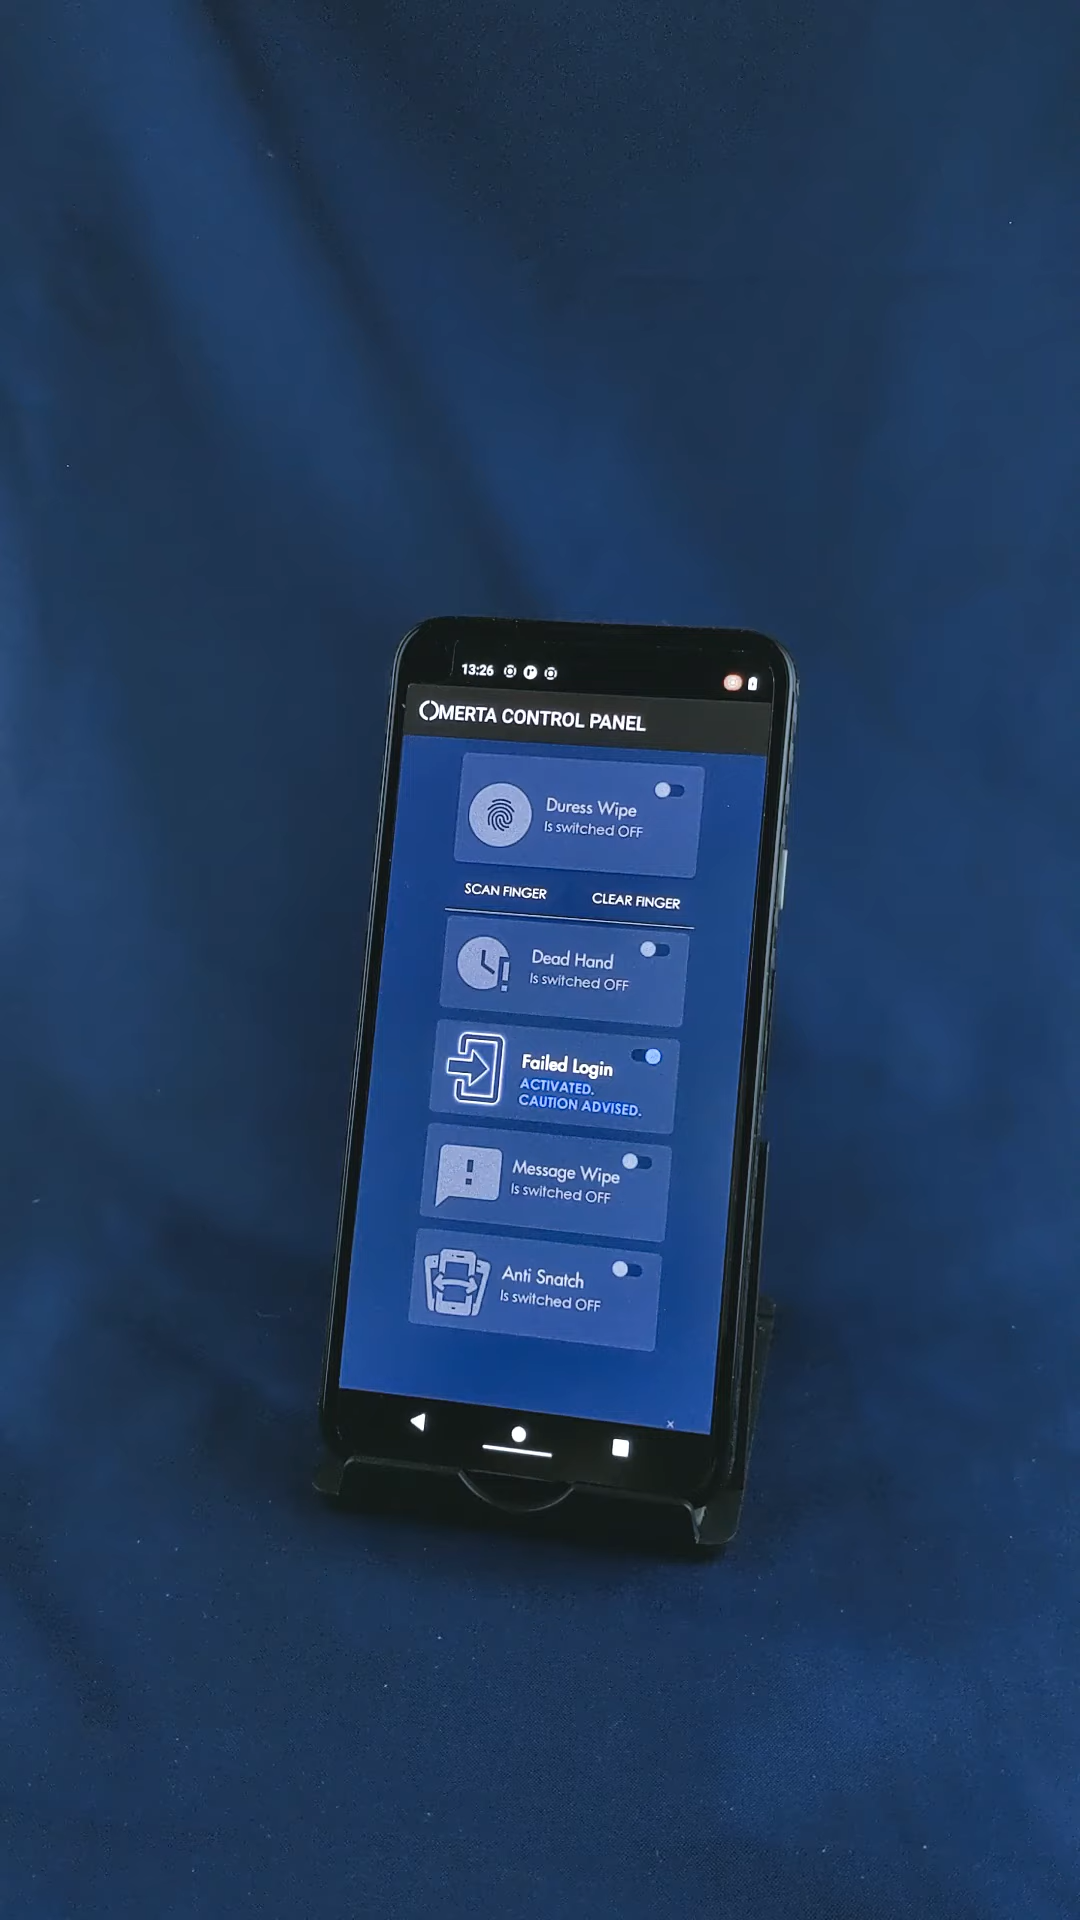 13:26
OMERTA CONTROL PANEL
Duress Wipe
Is switched OFF
SCAN FINGER
CLEAR FINGER
Dead Hand
Is switched OFF
Failed Login
ACTIVATED.
CAUTION ADVISED.
Message Wipe
Is switched OFF
Anti Snatch
Is switched OFF